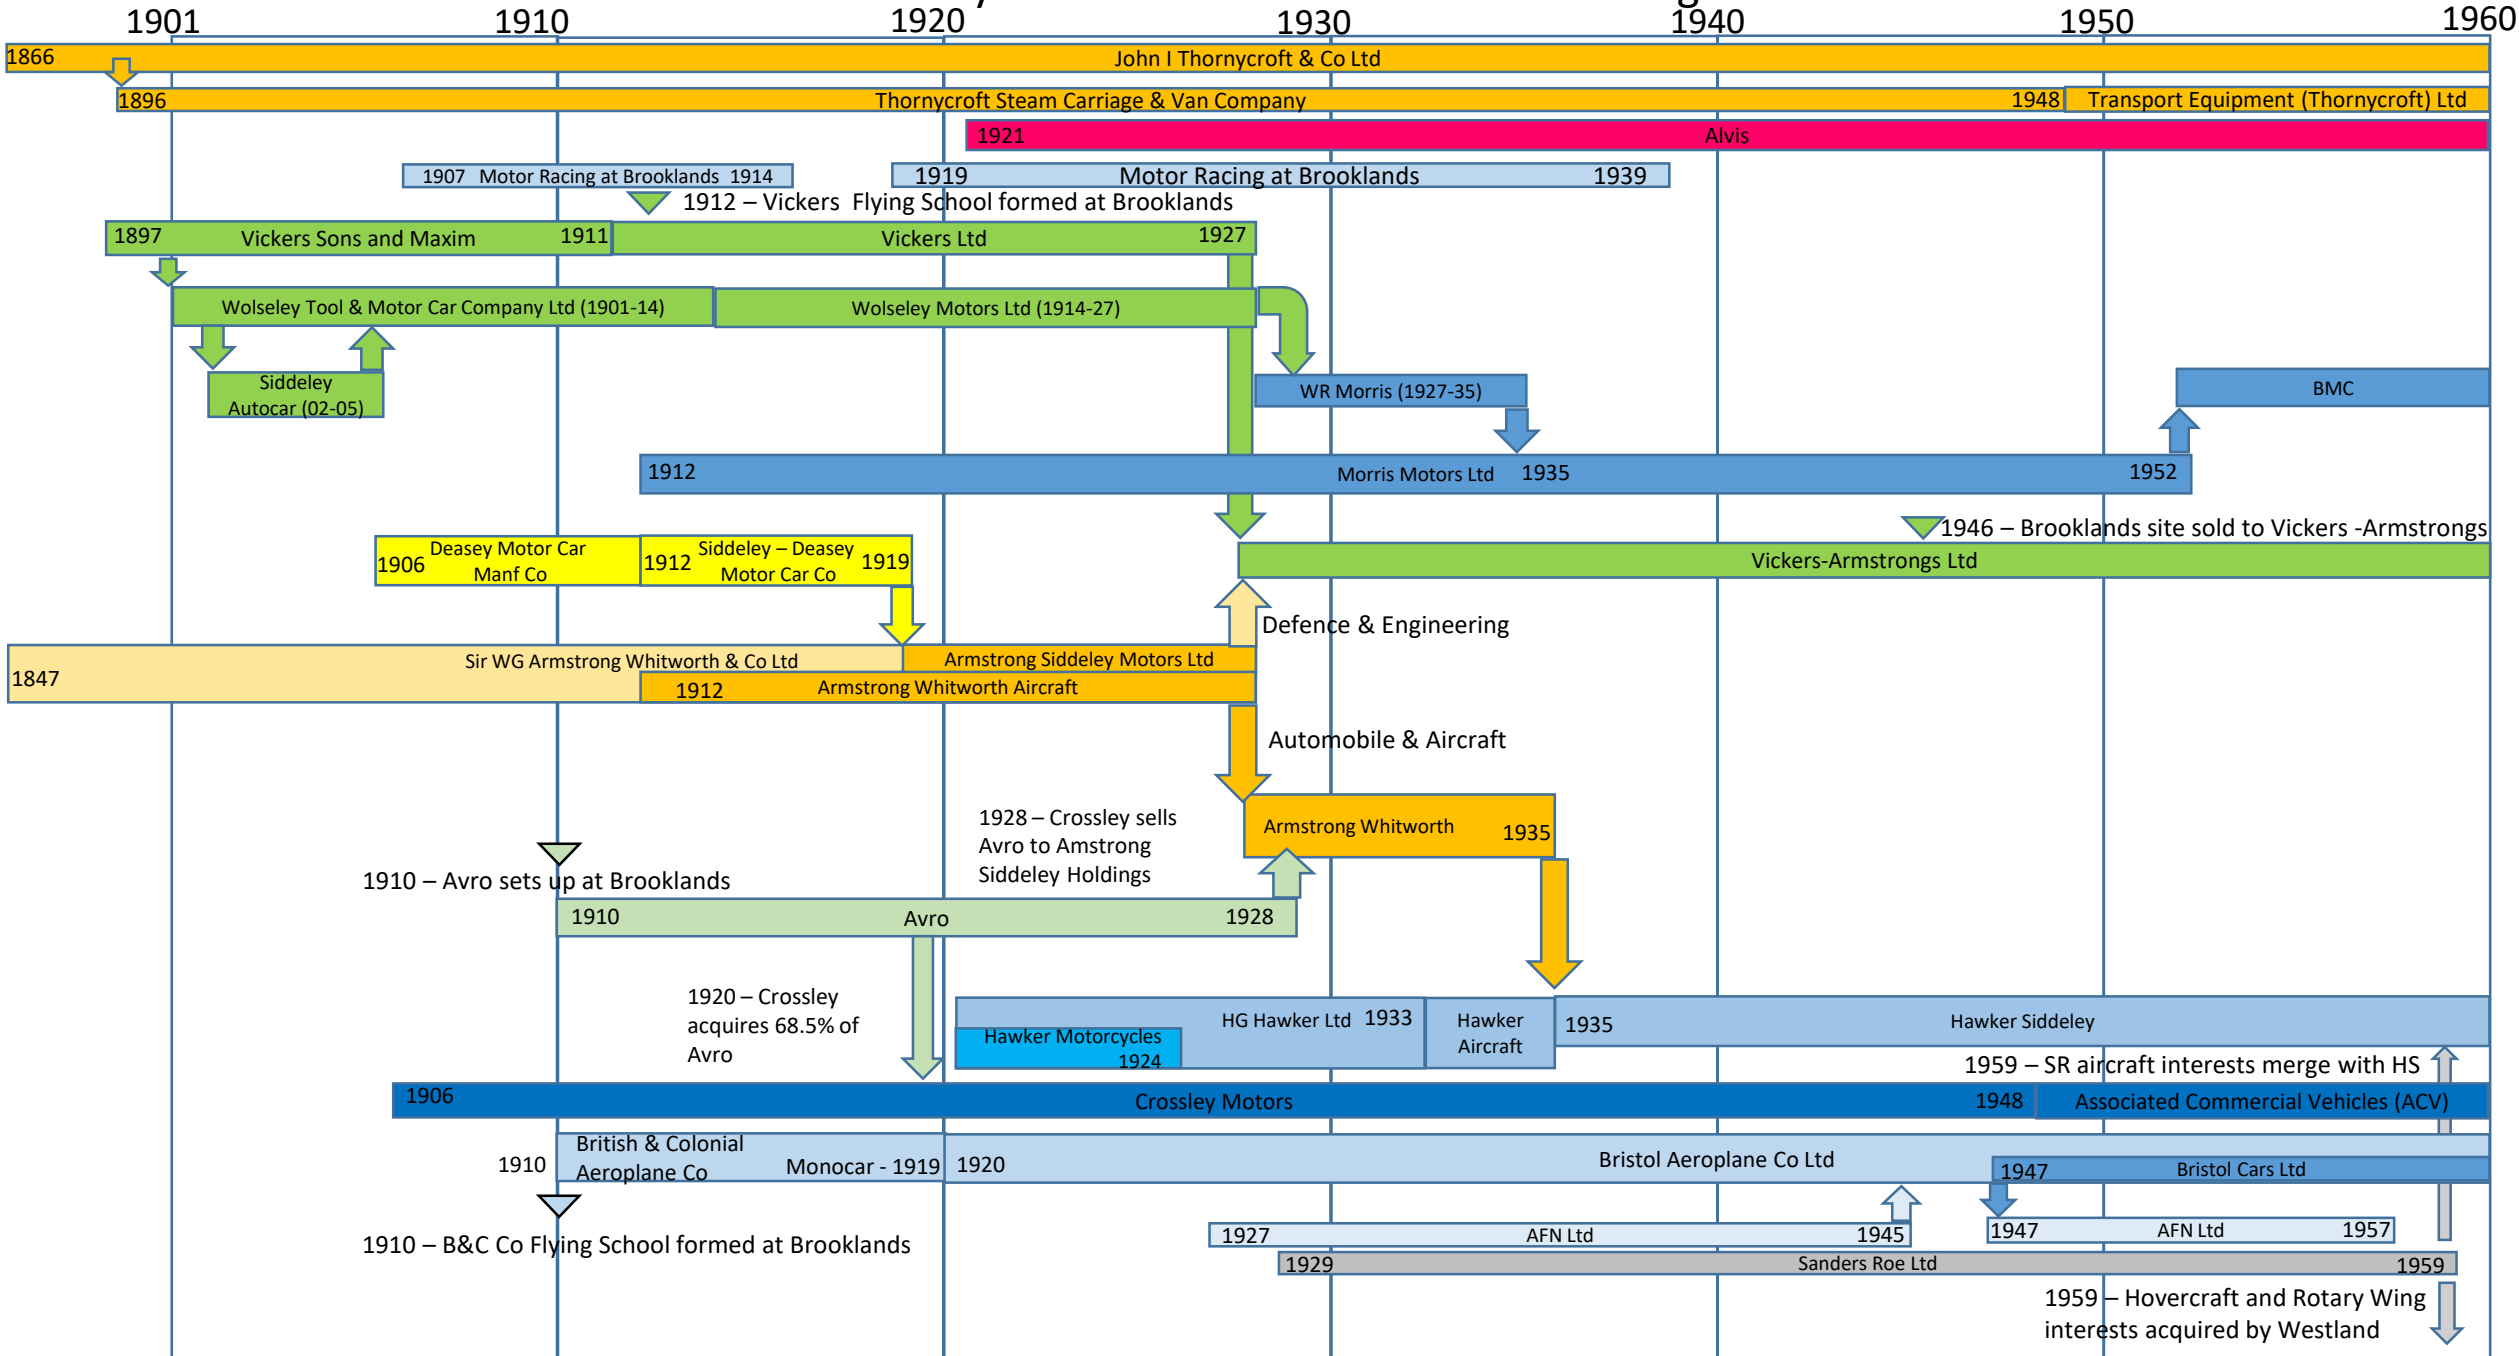 1901 1910 1920 1930 1940 1950 1960
1866 John I Thornycroft & Co Ltd
1896 Thornycroft Steam Carriage & Van Company 1948 Transport Equipment (Thornycroft) Ltd
1921 Alvis
1907 Motor Racing at Brooklands 1914
1919 Motor Racing at Brooklands 1939
1912 – Vickers Flying School formed at Brooklands
1897 Vickers Sons and Maxim 1911 Vickers Ltd 1927
Wolseley Tool & Motor Car Company Ltd (1901-14) Wolseley Motors Ltd (1914-27)
Siddeley
Autocar (02-05)
WR Morris (1927-35)
BMC
1912 Morris Motors Ltd 1935 1952
1946 – Brooklands site sold to Vickers -Armstrongs
1906 Deasey Motor Car
Manf Co
1912 Siddeley – Deasey
Motor Car Co 1919
Vickers-Armstrongs Ltd
Defence & Engineering
1847 Sir WG Armstrong Whitworth & Co Ltd
Armstrong Siddeley Motors Ltd
1912 Armstrong Whitworth Aircraft
Automobile & Aircraft
1928 – Crossley sells
Avro to Amstrong
Siddeley Holdings
Armstrong Whitworth 1935
1910 – Avro sets up at Brooklands
1910 Avro 1928
1920 – Crossley
acquires 68.5% of
Avro
HG Hawker Ltd 1933
Hawker Motorcycles
1924
Hawker
Aircraft
1935 Hawker Siddeley
1959 – SR aircraft interests merge with HS
1906 Crossley Motors 1948 Associated Commercial Vehicles (ACV)
1910 British & Colonial
Aeroplane Co Monocar - 1919
1920 Bristol Aeroplane Co Ltd
1947 Bristol Cars Ltd
1910 – B&C Co Flying School formed at Brooklands
1927 AFN Ltd 1945
1947 AFN Ltd 1957
1929 Sanders Roe Ltd 1959
1959 – Hovercraft and Rotary Wing
interests acquired by Westland